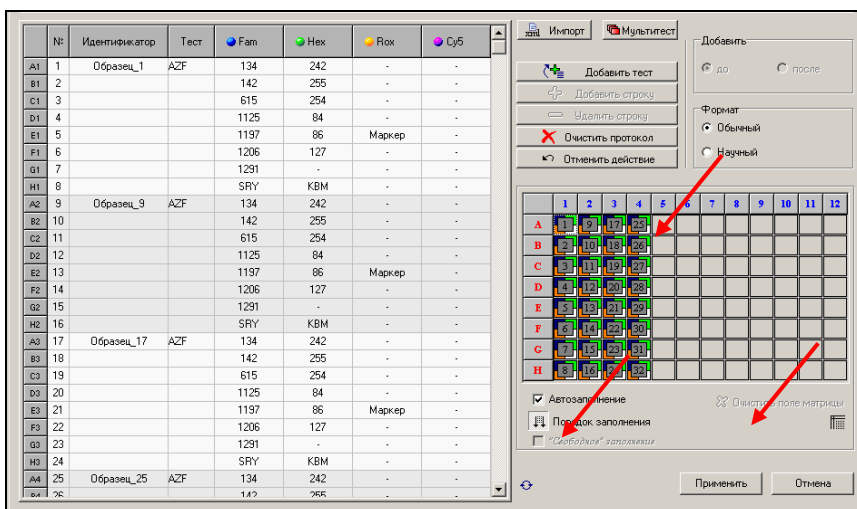 № Идентификатор Тест Fam Hex Rox Cy5
A1 1 Образец_1 AZF 134 242 - -
B1 2 142 255 - -
C1 3 615 254 - -
D1 4 1125 84 - -
E1 5 1197 86 Маркер -
F1 6 1206 127 - -
G1 7 1291 - - -
H1 8 SRY KBM - -
A2 9 Образец_9 AZF 134 242 - -
B2 10 142 255 - -
C2 11 615 254 - -
D2 12 1125 84 - -
E2 13 1197 86 Маркер -
F2 14 1206 127 - -
G2 15 1291 - - -
H2 16 SRY KBM - -
A3 17 Образец_17 AZF 134 242 - -
B3 18 142 255 - -
C3 19 615 254 - -
D3 20 1125 84 - -
E3 21 1197 86 Маркер -
F3 22 1206 127 - -
G3 23 1291 - - -
H3 24 SRY KBM - -
A4 25 Образец_25 AZF 134 242 - -
B4 26 142 255 - -
Импорт Мультитест
Добавить тест
Добавить строку
Удалить строку
Очистить протокол
Отменить действие
Добавить
до после
Формат
Обычный
Научный
1 2 3 4 5 6 7 8 9 10 11 12
A 1 9 17 25
B 2 10 18 26
C 3 11 19 27
D 4 12 20 28
E 5 13 21 29
F 6 14 22 30
G 7 15 23 31
H 8 16 24 32
Автозаполнение
Очистить поле матрицы
Порядок заполнения
"Свободное" заполнение
Применить Отмена